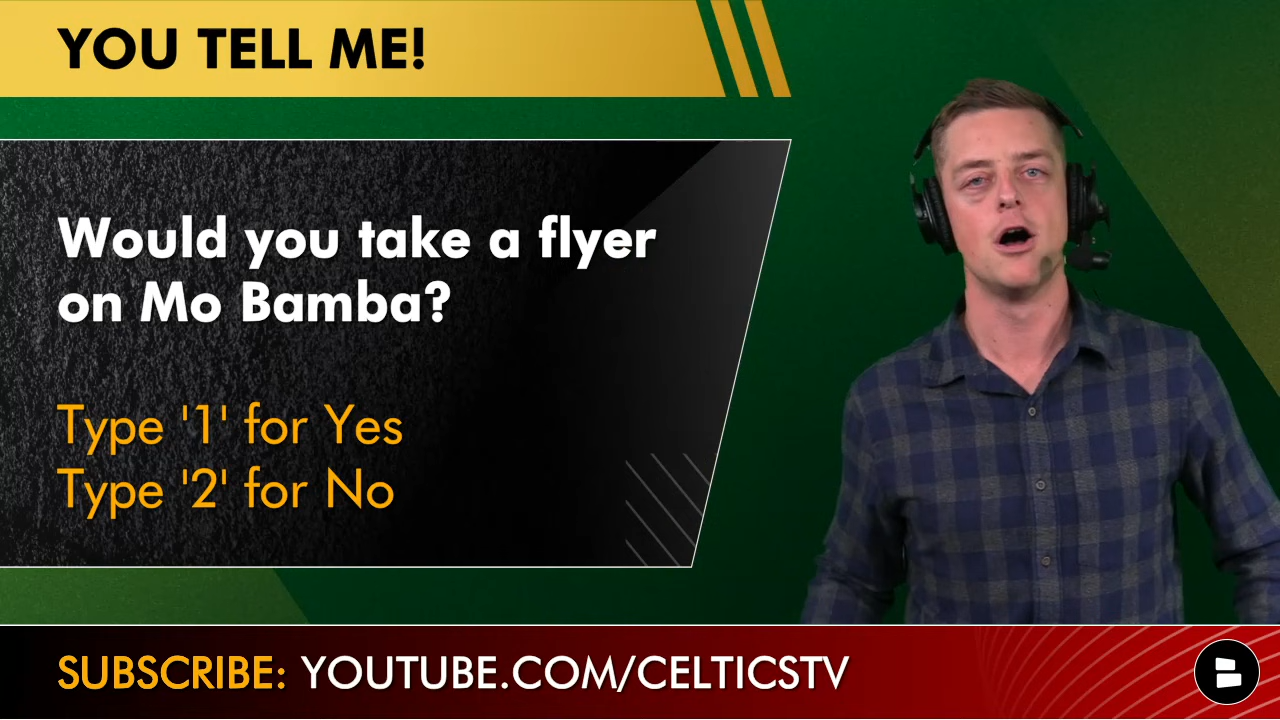 YOU TELL ME!
Would you take a flyer
on Mo Bamba?
Type '1' for Yes
Type '2' for No
SUBSCRIBE: YOUTUBE.COM/CELTICSTV